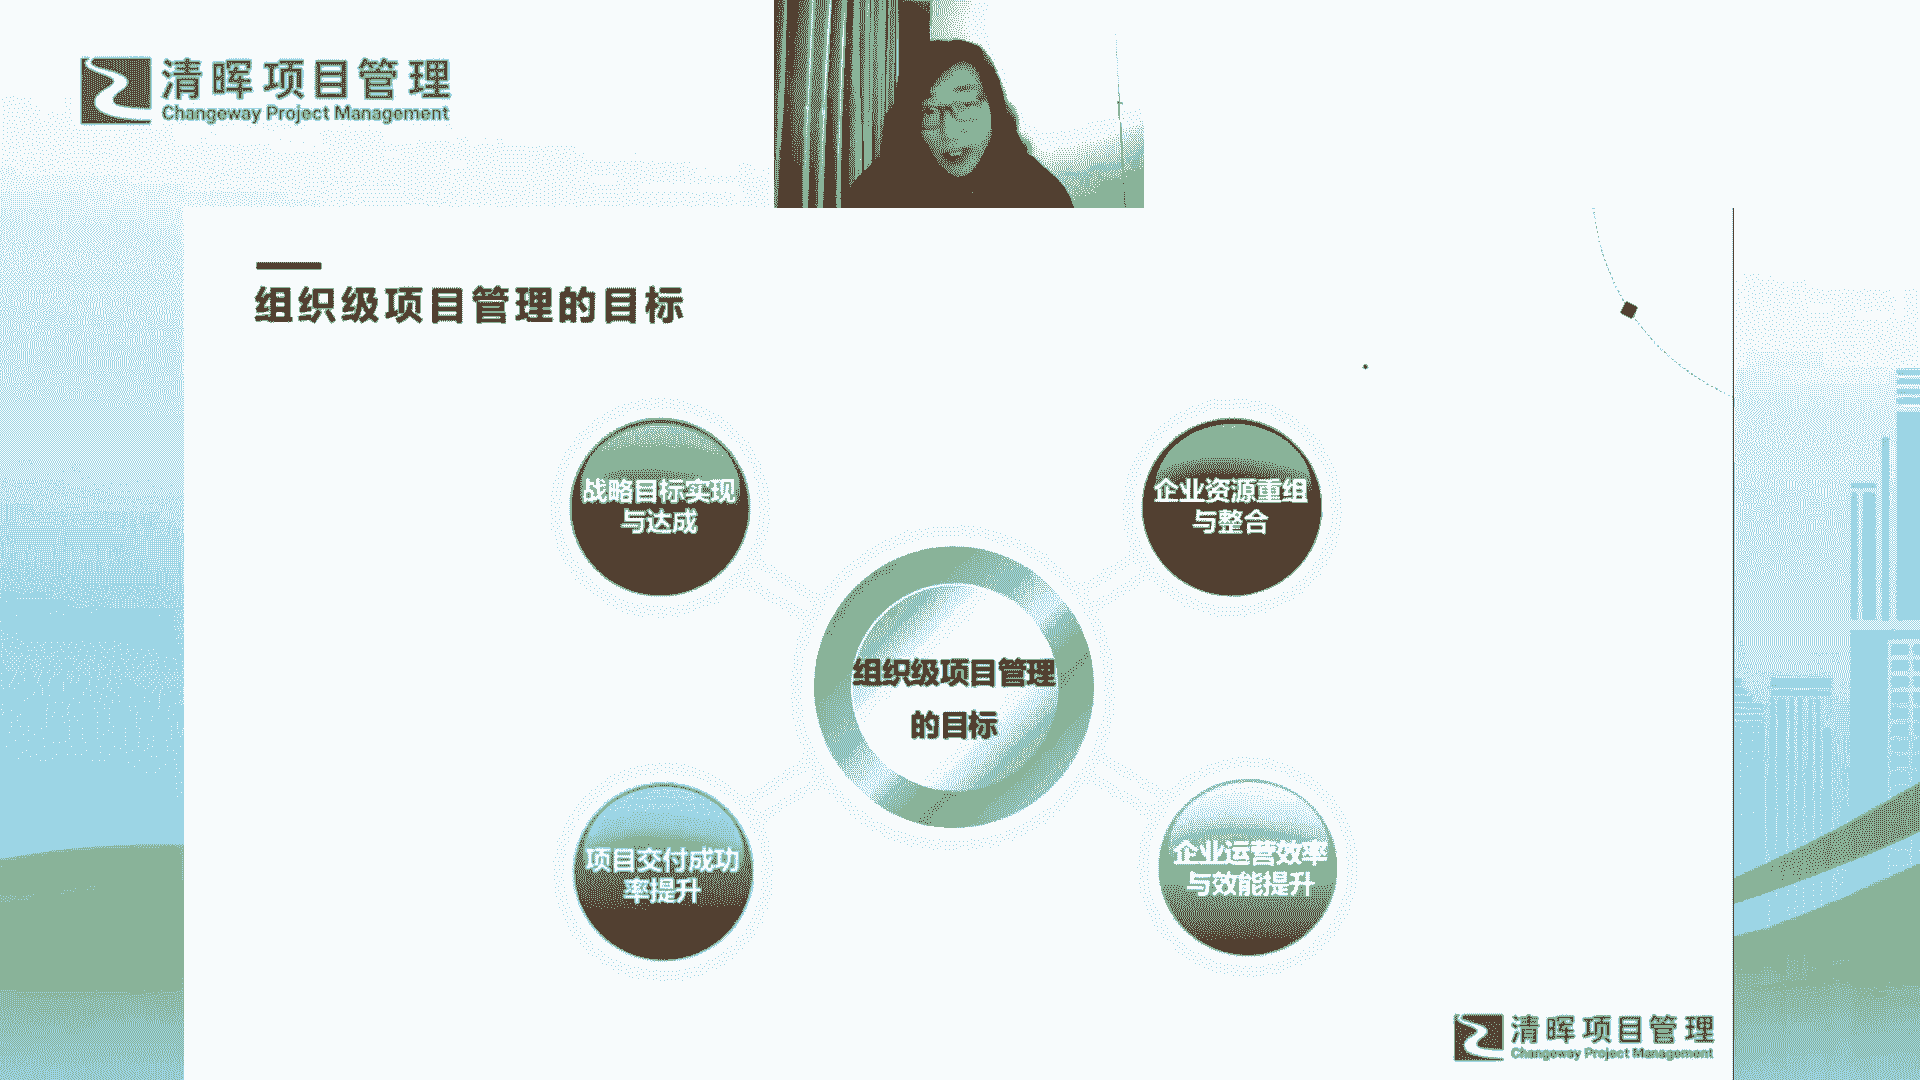 清晖项目管理
Changeway Project Management
组织级项目管理的目标
战略目标实现
与达成
企业资源重组
与整合
组织级项目管理
的目标
项目交付成功
率提升
企业运营效率
与效能提升
清晖项目管理
Changeway Project Management